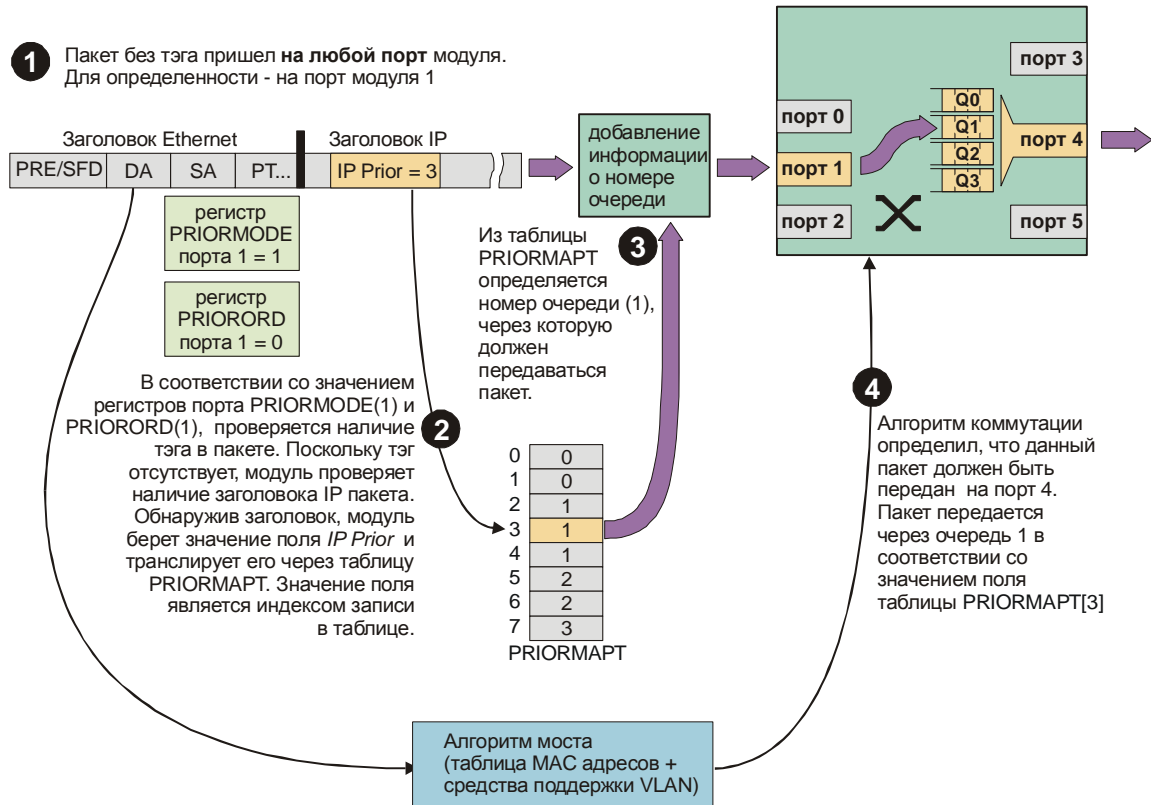 1
Пакет без тэга пришел на любой порт модуля.
Для определенности - на порт модуля 1
Заголовок Ethernet
Заголовок IP
PRE/SFD
DA
SA
PT...
IP Prior = 3
регистр
PRIORMODE
порта 1 = 1
регистр
PRIORORD
порта 1 = 0
добавление
информации
о номере
очереди
порт 0
порт 1
порт 2
Q0
Q1
Q2
Q3
порт 3
порт 4
порт 5
2
В соответствии со значением
регистров порта PRIORMODE(1) и
PRIORORD(1), проверяется наличие
тэга в пакете. Поскольку тэг
отсутствует, модуль проверяет
наличие заголовока IP пакета.
Обнаружив заголовок, модуль
берет значение поля IP Prior и
транслирует его через таблицу
PRIORMAPT. Значение поля
является индексом записи
в таблице.
3
Из таблицы
PRIORMAPT
определяется
номер очереди (1),
через которую
должен
передаваться
пакет.
0 0
1 0
2 1
3 1
4 1
5 2
6 2
7 3
PRIORMAPT
4
Алгоритм коммутации
определил, что данный
пакет должен быть
передан на порт 4.
Пакет передается
через очередь 1 в
соответствии со
значением поля
таблицы PRIORMAPT[3]
Алгоритм моста
(таблица MAC адресов +
средства поддержки VLAN)